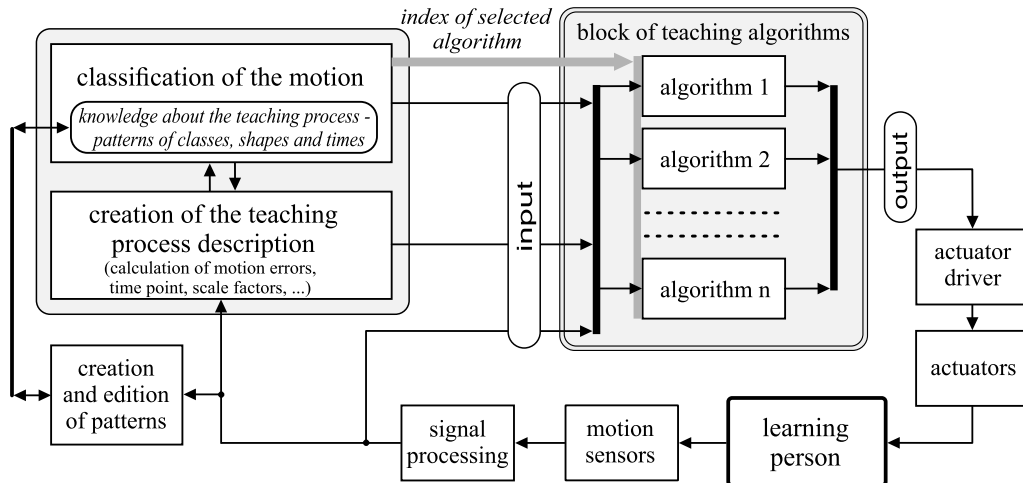 index of selected
algorithm
block of teaching algorithms
classification of the motion
knowledge about the teaching process -
patterns of classes, shapes and times
creation of the teaching
process description
(calculation of motion errors,
time point, scale factors, ...)
input
algorithm 1
algorithm 2
algorithm n
output
actuator
driver
actuators
creation
and edition
of patterns
signal
processing
motion
sensors
learning
person